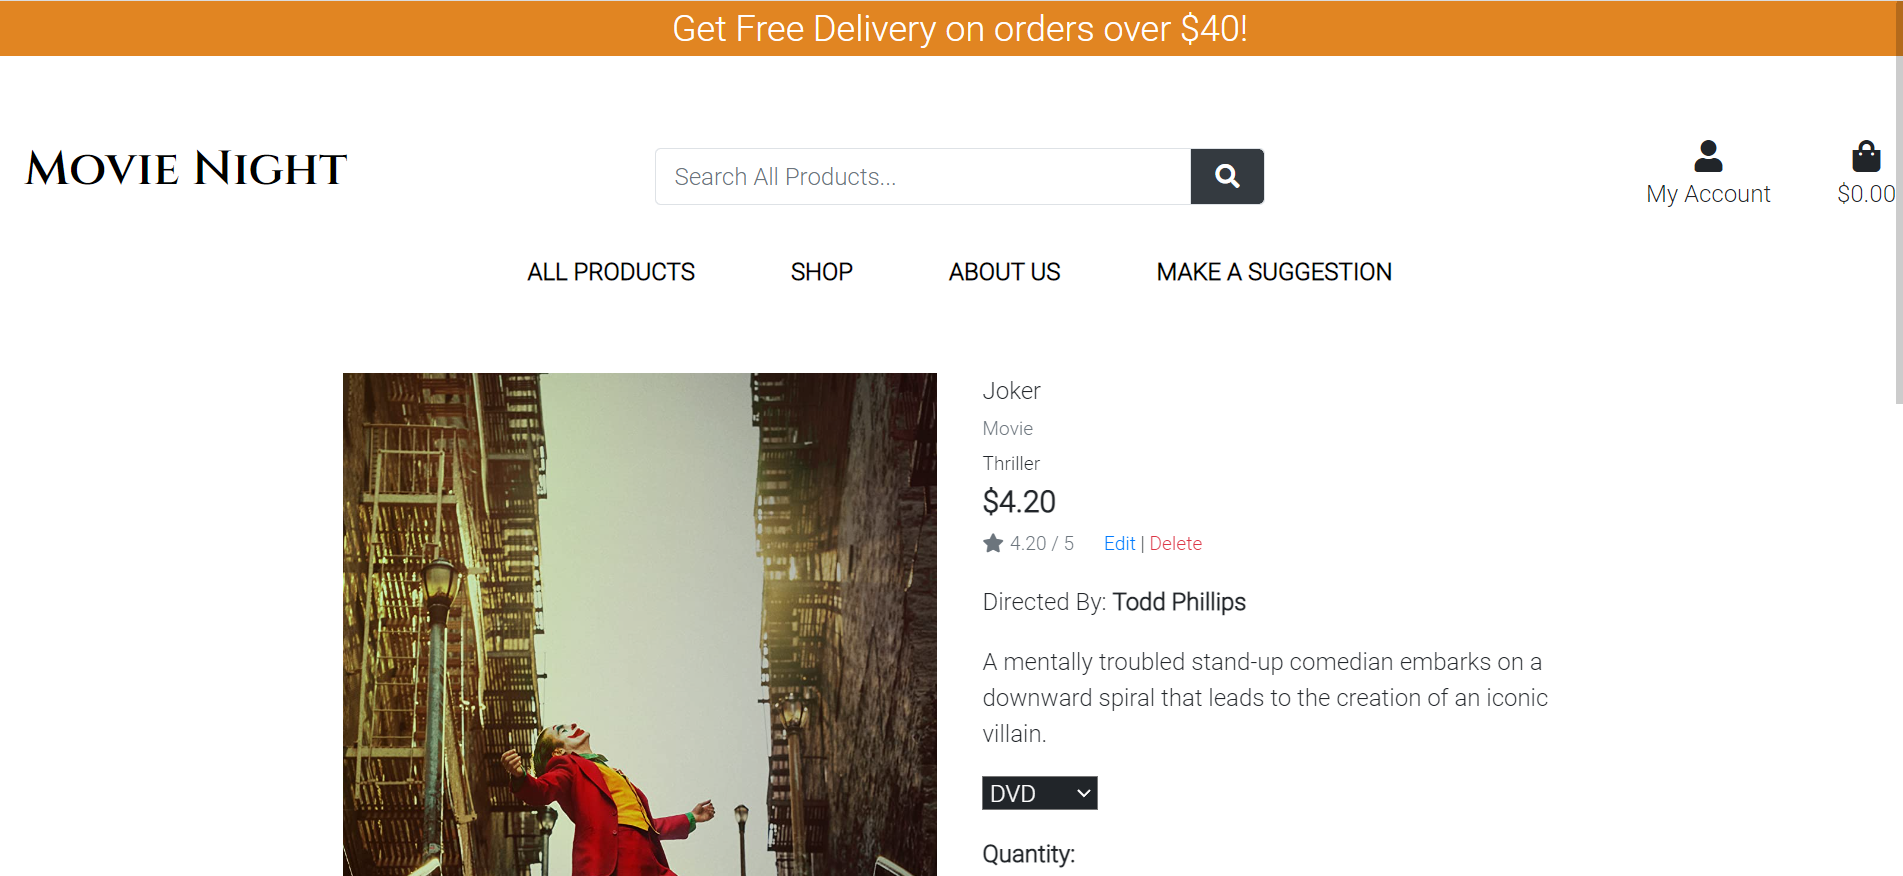 Get Free Delivery on orders over $40!
Movie Night
Search All Products...
My Account
$0.00
ALL PRODUCTS SHOP ABOUT US MAKE A SUGGESTION
Joker
Movie
Thriller
$4.20
4.20 / 5 Edit | Delete
Directed By: Todd Phillips
A mentally troubled stand-up comedian embarks on a
downward spiral that leads to the creation of an iconic
villain.
DVD
Quantity: